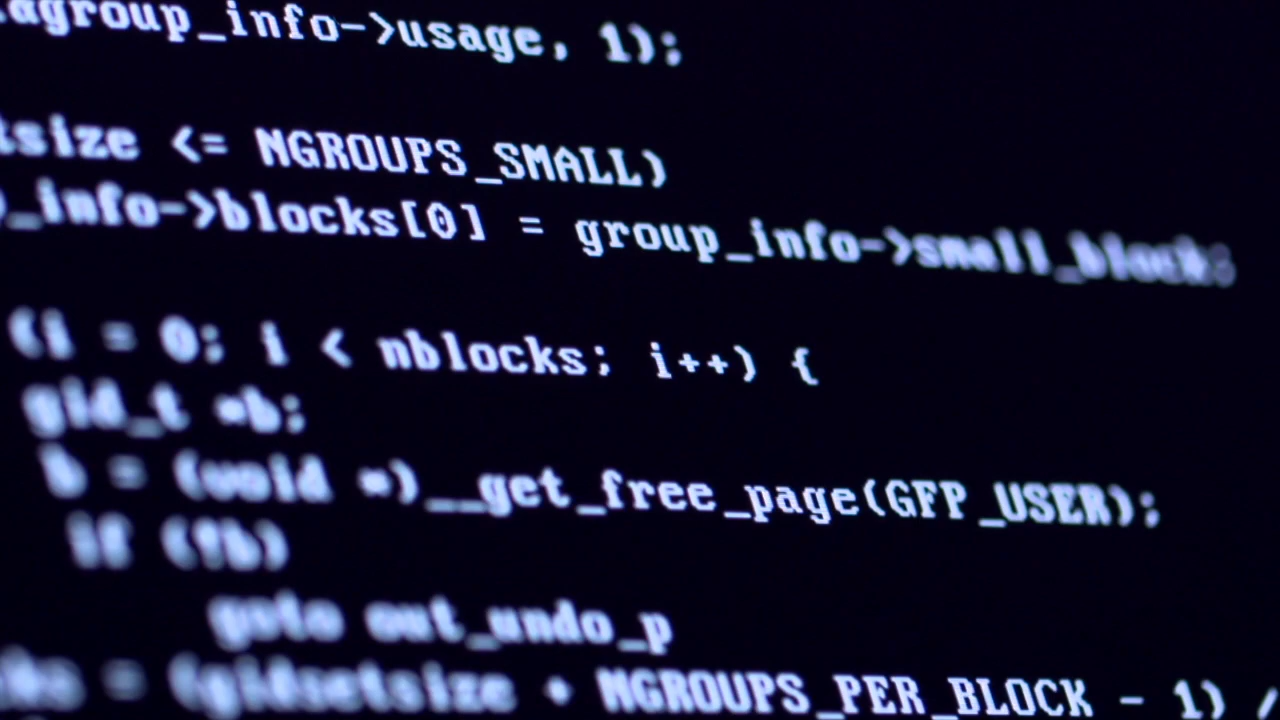 agroup_info->usage, 1);
tsize <= NGROUPS_SMALL)
_info->blocks[0] = group_info->small_block;
(i = 0; i < nblocks; i++) {
gid_t *b;
b = (void *)__get_free_page(GFP_USER);
if (!b)
goto out_undo_p
= (gidsetsize + NGROUPS_PER_BLOCK - 1) /